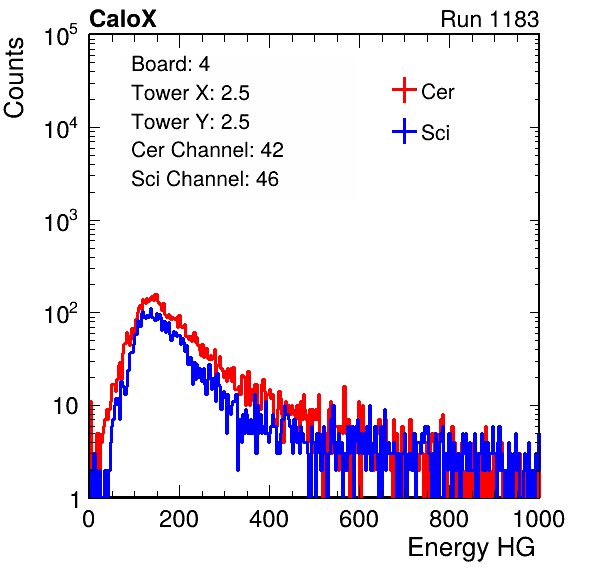 CaloX Run 1183
Counts
10^5
10^4
10^3
10^2
10
1
Board: 4
Tower X: 2.5
Tower Y: 2.5
Cer Channel: 42
Sci Channel: 46
Cer
Sci
0 200 400 600 800 1000
Energy HG